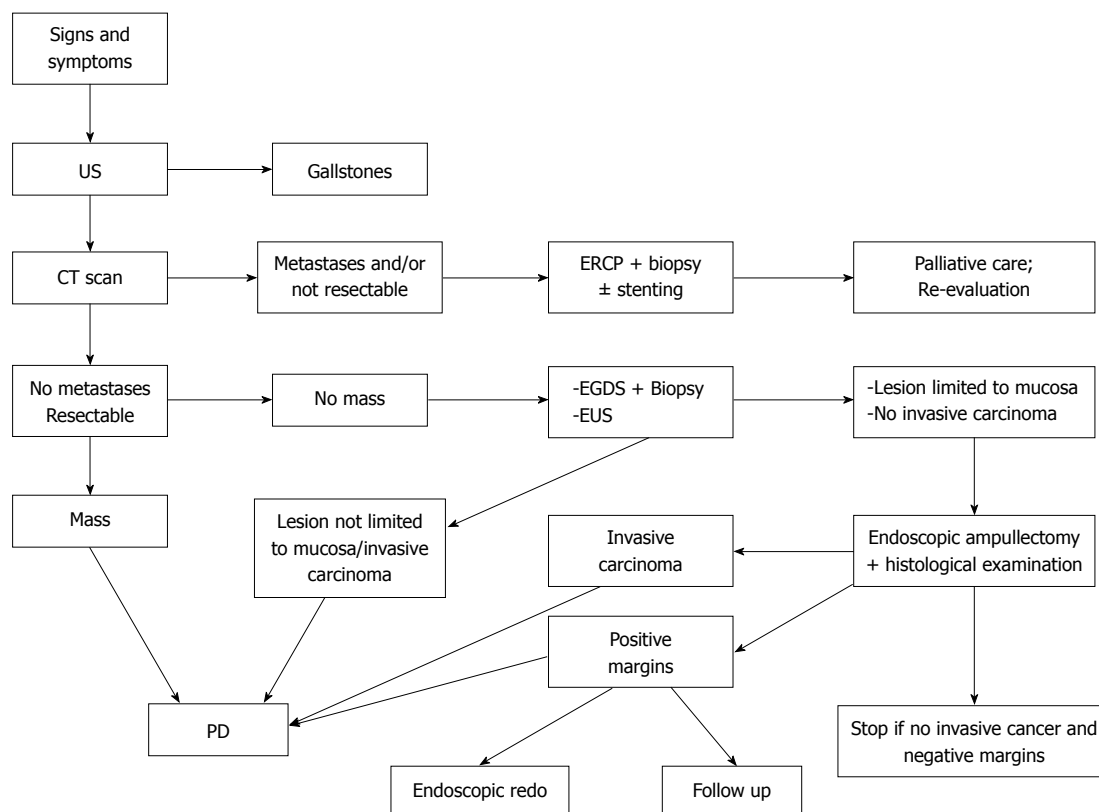 Signs and
symptoms
US
Gallstones
CT scan
Metastases and/or
not resectable
ERCP + biopsy
± stenting
Palliative care;
Re-evaluation
No metastases
Resectable
No mass
-EGDS + Biopsy
-EUS
-Lesion limited to mucosa
-No invasive carcinoma
Mass
Lesion not limited
to mucosa/invasive
carcinoma
Invasive
carcinoma
Endoscopic ampullectomy
+ histological examination
Positive
margins
PD
Stop if no invasive cancer and
negative margins
Endoscopic redo
Follow up